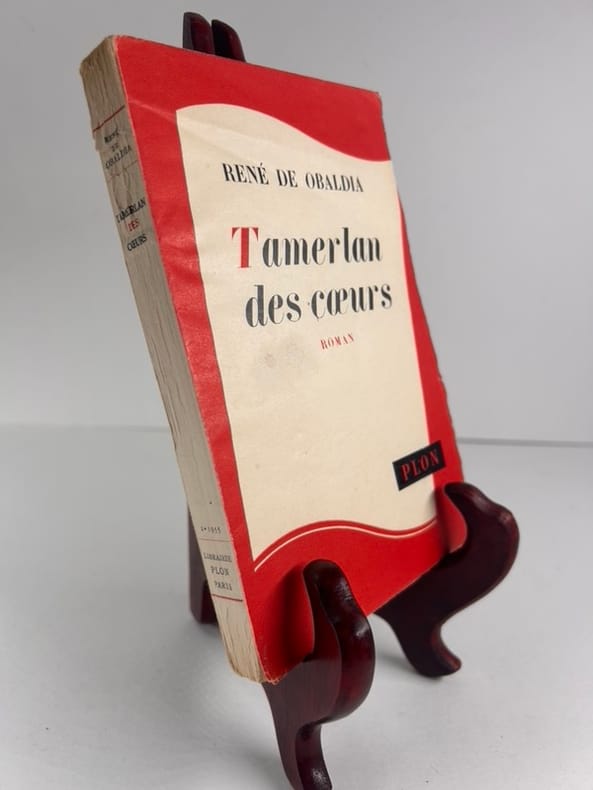 RENÉ DE OBALDIA
Tamerlan
des cœurs
ROMAN
PLON
RENÉ
DE
OBALDIA
TAMERLAN
DES
CŒURS
LIBRAIRIE
PLON
PARIS